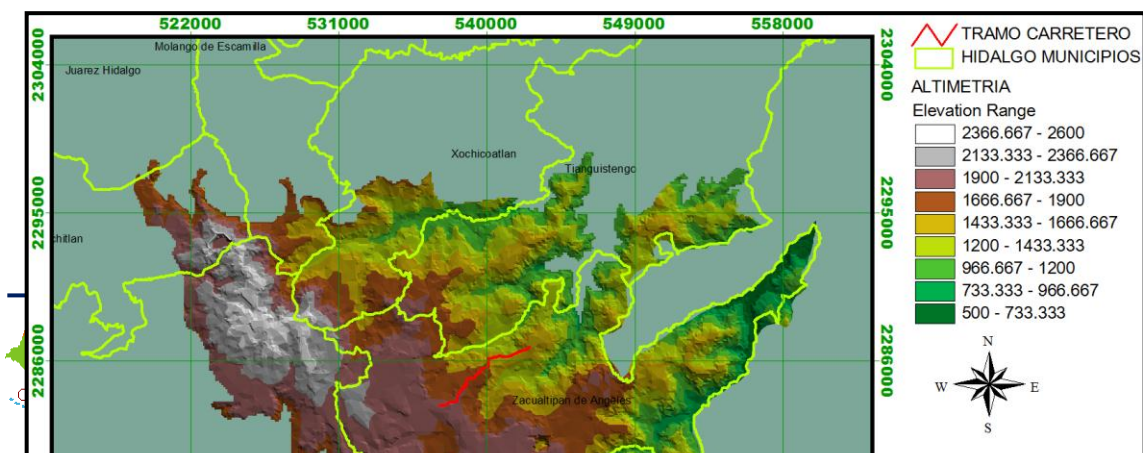 522000 531000 540000 549000 558000
2304000
2304000
Molango de Escamilla
Juarez Hidalgo
Xochicoatlan
Tianguistengo
2295000
2295000
chitlan
2286000
2286000
Zacualtipan de Angeles
TRAMO CARRETERO
HIDALGO MUNICIPIOS
ALTIMETRIA
Elevation Range
2366.667 - 2600
2133.333 - 2366.667
1900 - 2133.333
1666.667 - 1900
1433.333 - 1666.667
1200 - 1433.333
966.667 - 1200
733.333 - 966.667
500 - 733.333
N
W E
S